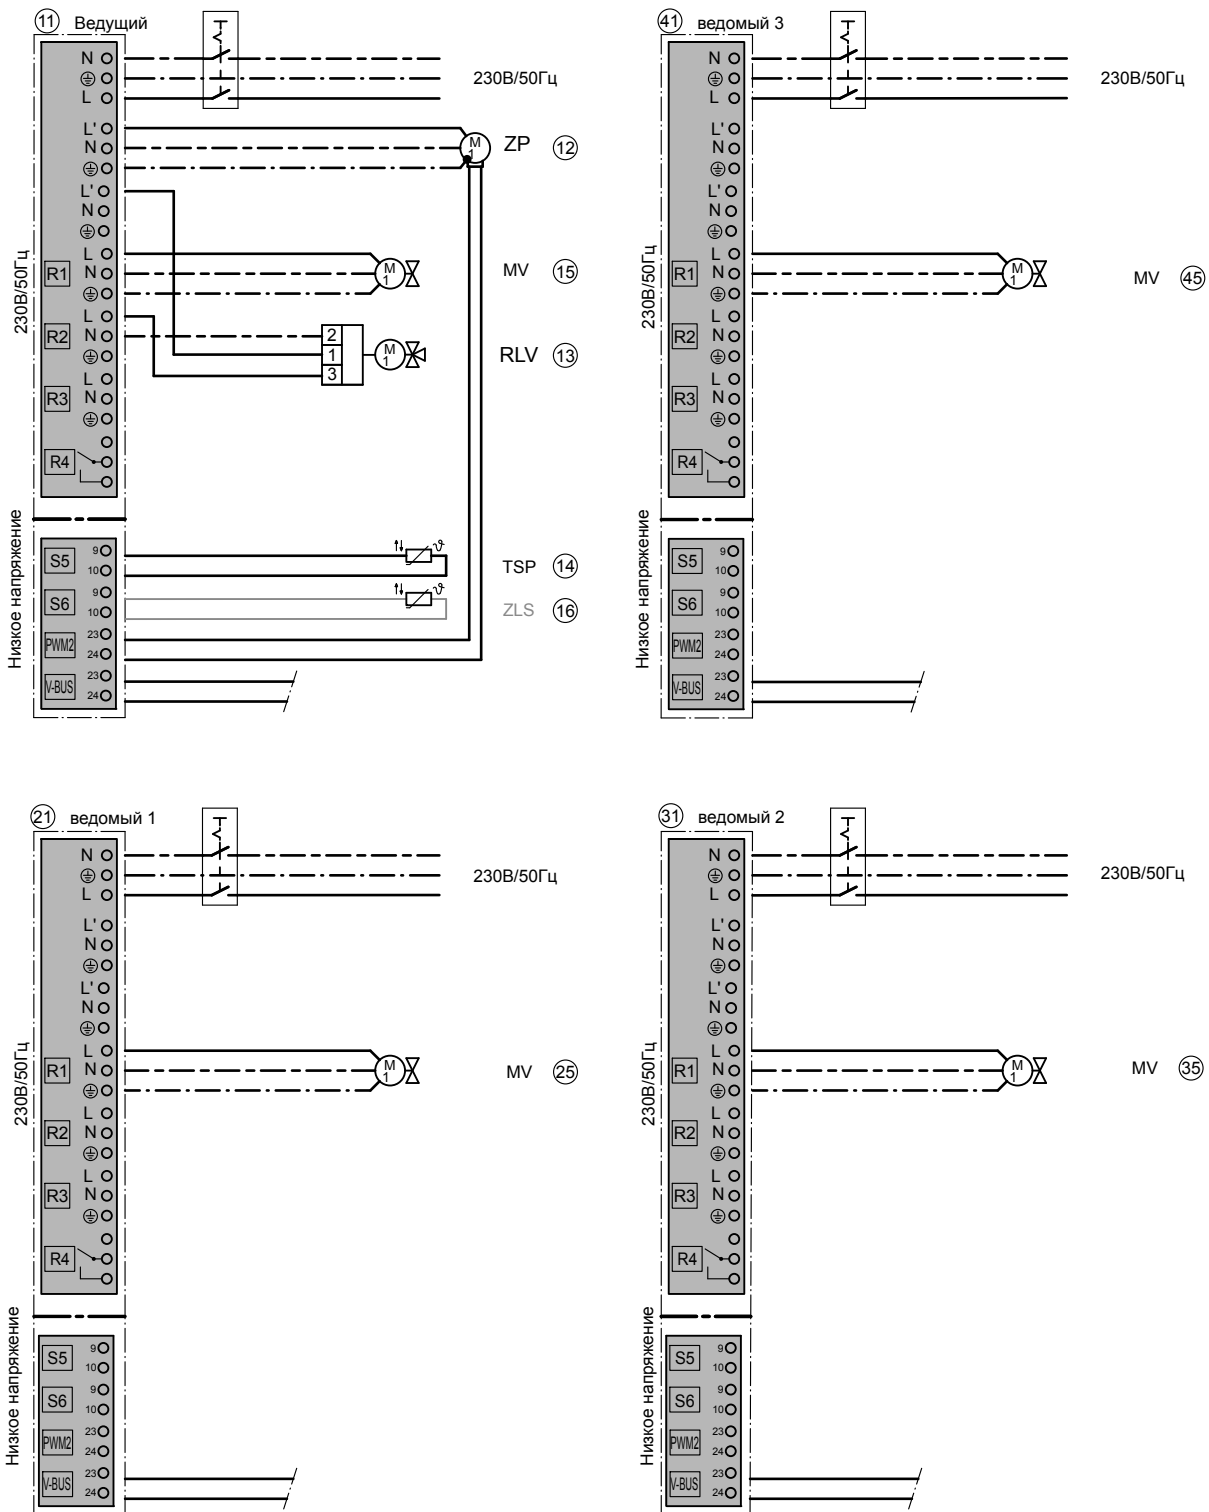 11 Ведущий
N
L
230В/50Гц
L'
N
M
1
ZP 12
L'
N
230В/50Гц
L
R1 N
M
1
MV 15
L
R2 N
2
1
3
M
1
RLV 13
L
R3 N
R4
Низкое напряжение
S5 9
10
ϑ
TSP 14
S6 9
10
ϑ
ZLS 16
PWM2 23
24
V-BUS 23
24
41 ведомый 3
N
L
230В/50Гц
L'
N
L'
N
230В/50Гц
L
R1 N
M
1
MV 45
L
R2 N
L
R3 N
R4
Низкое напряжение
S5 9
10
S6 9
10
PWM2 23
24
V-BUS 23
24
21 ведомый 1
N
L
230В/50Гц
L'
N
L'
N
230В/50Гц
L
R1 N
M
1
MV 25
L
R2 N
L
R3 N
R4
Низкое напряжение
S5 9
10
S6 9
10
PWM2 23
24
V-BUS 23
24
31 ведомый 2
N
L
230В/50Гц
L'
N
L'
N
230В/50Гц
L
R1 N
M
1
MV 35
L
R2 N
L
R3 N
R4
Низкое напряжение
S5 9
10
S6 9
10
PWM2 23
24
V-BUS 23
24